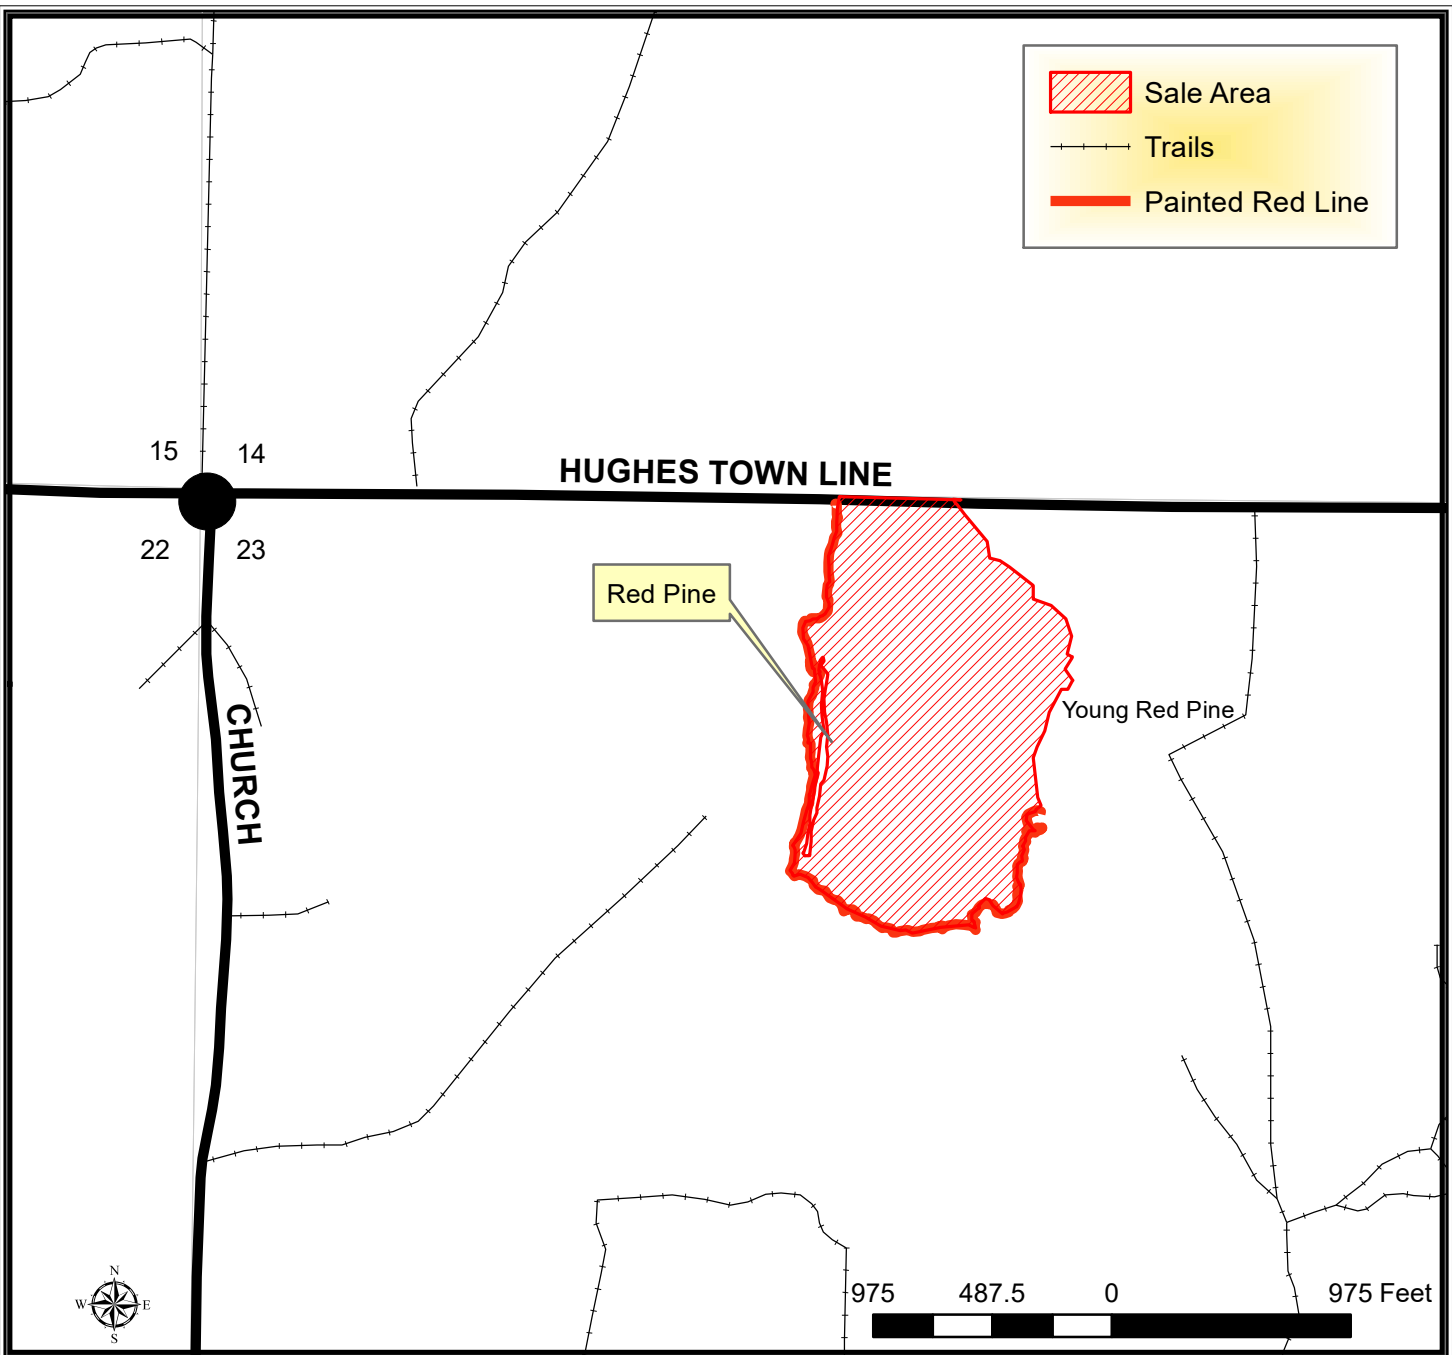 Sale Area
Trails
Painted Red Line
15 14
HUGHES TOWN LINE
22 23
Red Pine
Young Red Pine
CHURCH
N
W E
S
975 487.5 0 975 Feet